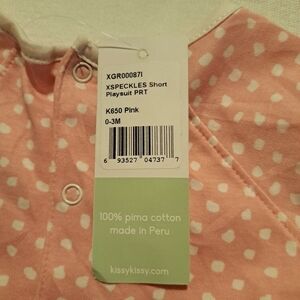 XGR00087I
XSPECKLES Short
Playsuit PRT
K650 Pink
0-3M
6 93527 04737 7
100% pima cotton
made in Peru
kissykissy.com